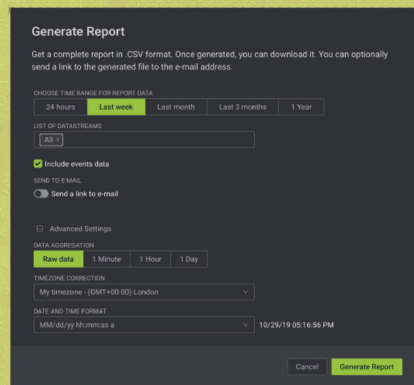 Generate Report
Get a complete report in .CSV format. Once generated, you can download it. You can optionally
send a link to the generated file to the e-mail address.
CHOOSE TIME RANGE FOR REPORT DATA
24 hours Last week Last month Last 3 months 1 Year
LIST OF DATASTREAMS
All ×
Include events data
SEND TO E-MAIL
Send a link to e-mail
Advanced Settings
DATA AGGREGATION
Raw data 1 Minute 1 Hour 1 Day
TIMEZONE CORRECTION
My timezone - (GMT+00:00) London
DATE AND TIME FORMAT
MM/dd/yy hh:mm:ss a 10/29/19 05:16:56 PM
Cancel Generate Report